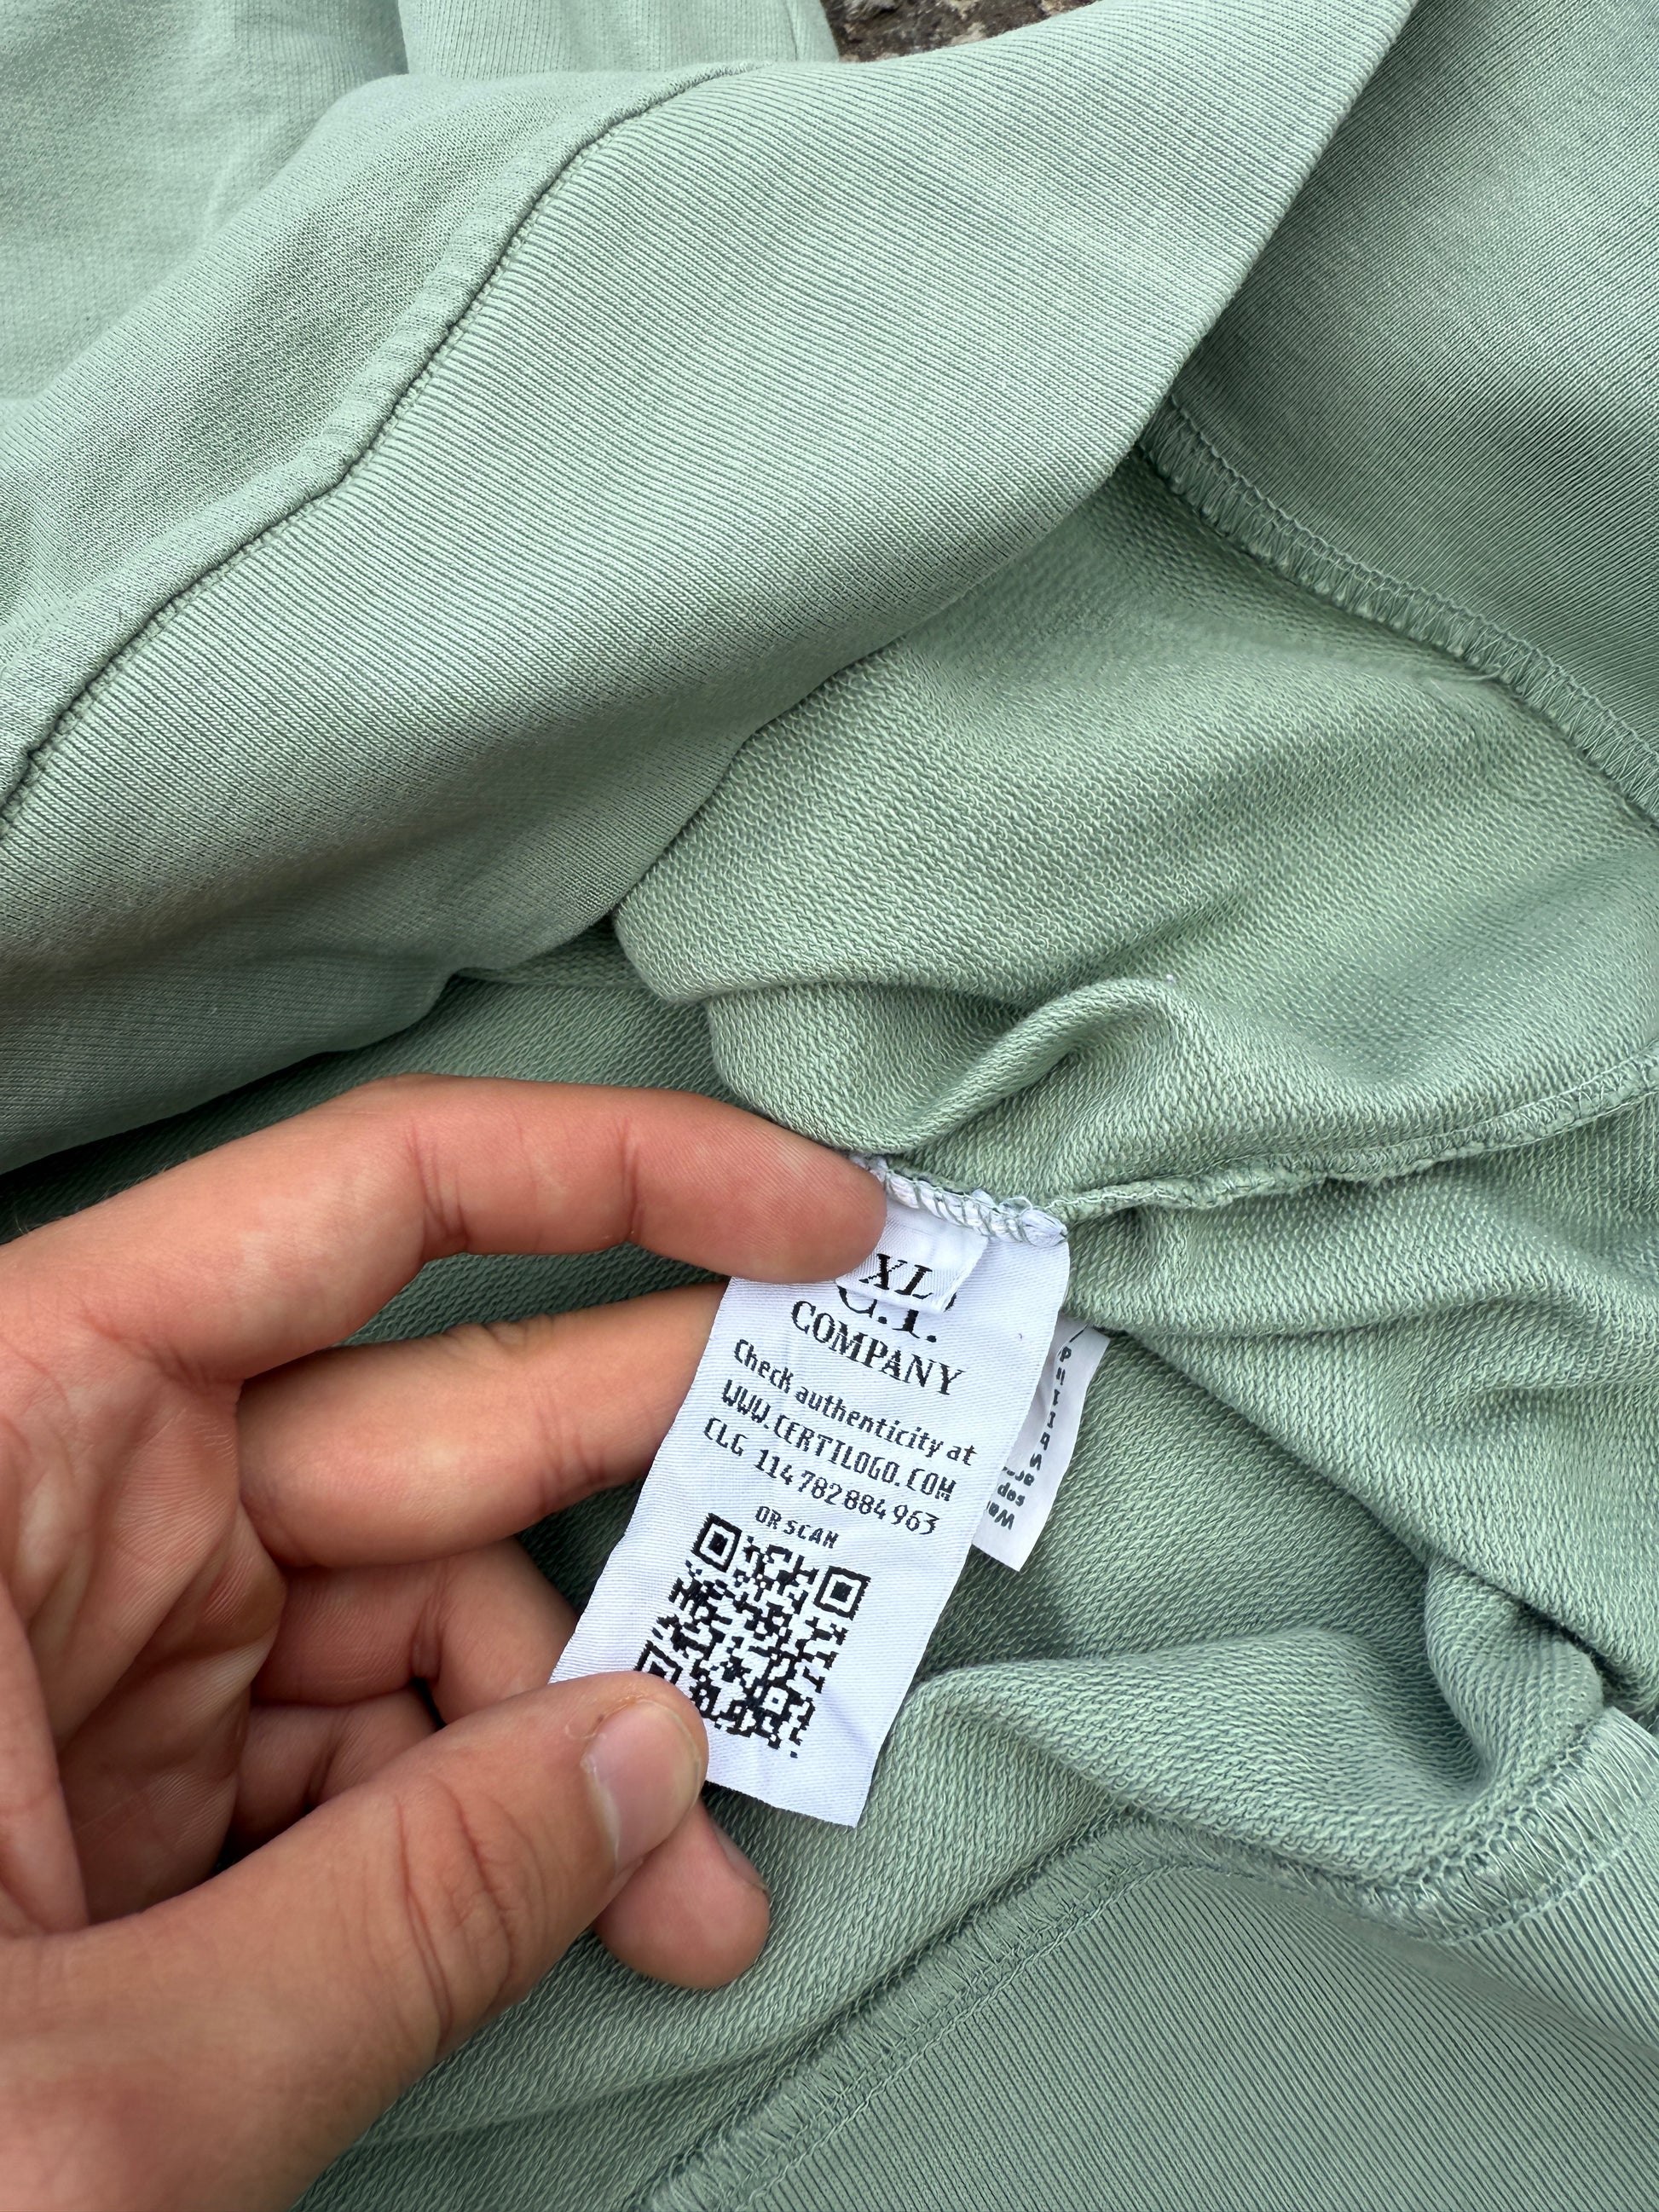 XL
C.P.
COMPANY
Check authenticity at
WWW.CERTILOGO.COM
CLG 114 782 884 963
OR SCAN